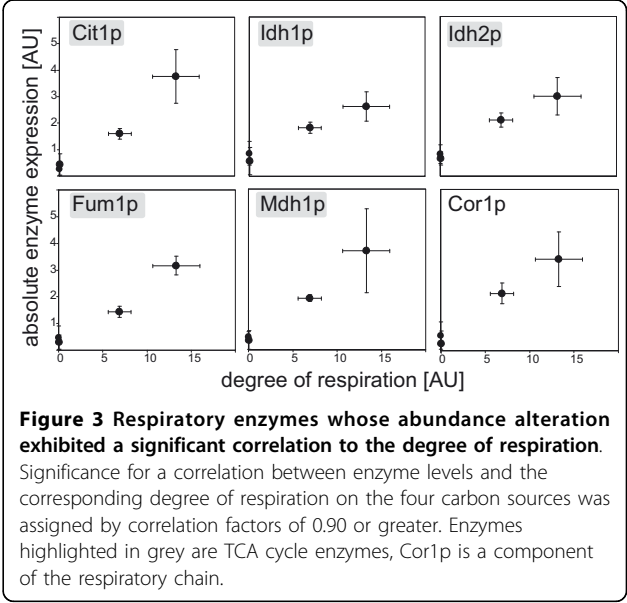 absolute enzyme expression [AU]
Cit1p
Idh1p
Idh2p
5
4
3
2
1
Fum1p
Mdh1p
Cor1p
5
4
3
2
1
0 5 10 15 0 5 10 15 0 5 10 15
degree of respiration [AU]
Figure 3 Respiratory enzymes whose abundance alteration
exhibited a significant correlation to the degree of respiration.
Significance for a correlation between enzyme levels and the
corresponding degree of respiration on the four carbon sources was
assigned by correlation factors of 0.90 or greater. Enzymes
highlighted in grey are TCA cycle enzymes, Cor1p is a component
of the respiratory chain.